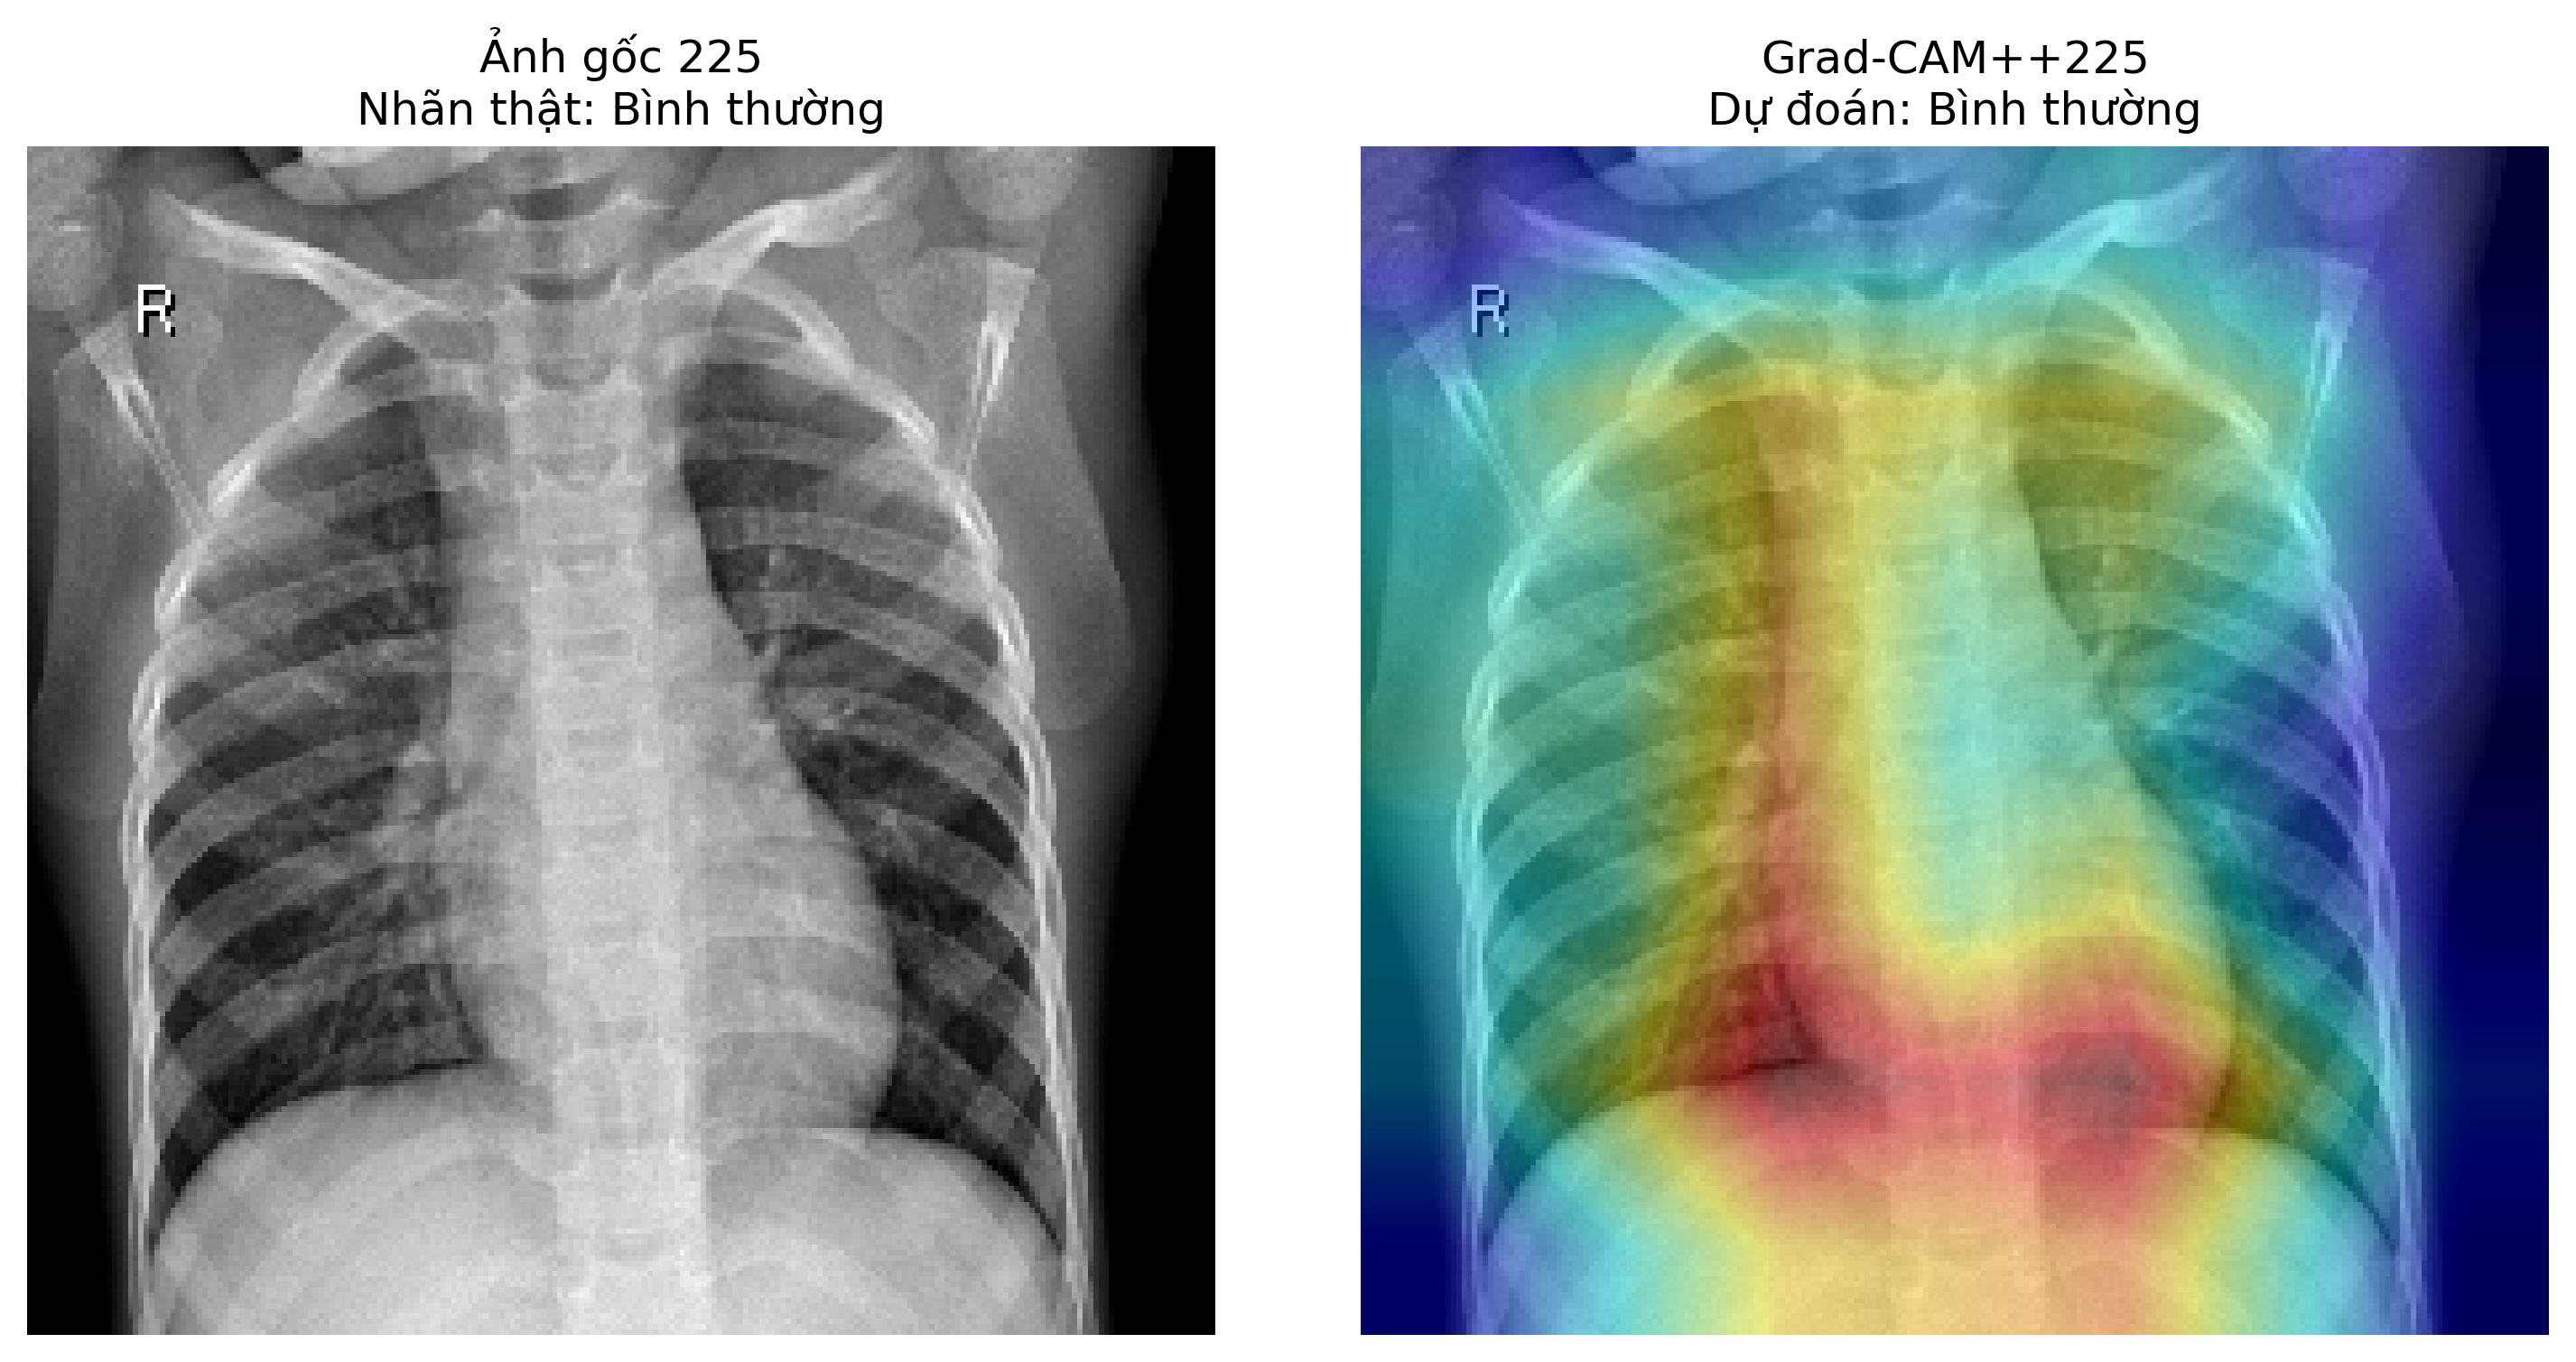 Ảnh gốc 225
Nhãn thật: Bình thường
Grad-CAM++225
Dự đoán: Bình thường
R
R